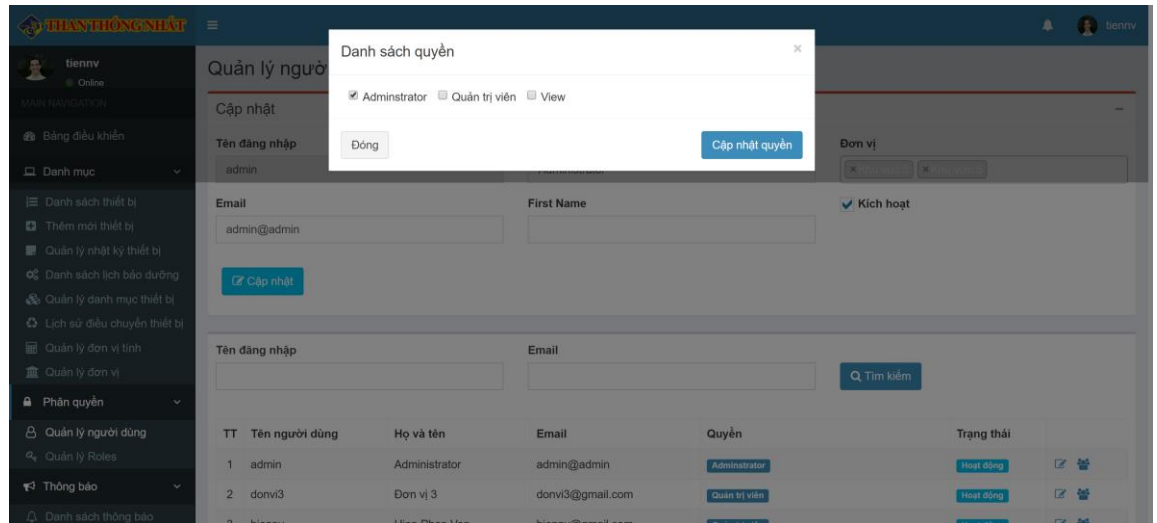 THAN THỐNG NHẤT
tiennv
tiennv
Online
MAIN NAVIGATION
Bảng điều khiển
Danh mục
Danh sách thiết bị
Thêm mới thiết bị
Quản lý nhật ký thiết bị
Danh sách lịch bảo dưỡng
Quản lý danh mục thiết bị
Lịch sử điều chuyển thiết bị
Quản lý đơn vị tính
Quản lý đơn vị
Phân quyền
Quản lý người dùng
Quản lý Roles
Thông báo
Danh sách thông báo
Danh sách quyền ×
Adminstrator Quản trị viên View
Đóng Cập nhật quyền
Quản lý ngườ
Cập nhật
Tên đăng nhập Đơn vị
admin Administrator
Email First Name Kích hoạt
admin@admin
Cập nhật
Tên đăng nhập Email
Tìm kiếm
TT Tên người dùng Họ và tên Email Quyền Trạng thái
1 admin Administrator admin@admin Adminstrator Hoạt động
2 donvi3 Đơn vị 3 donvi3@gmail.com Quản trị viên Hoạt động